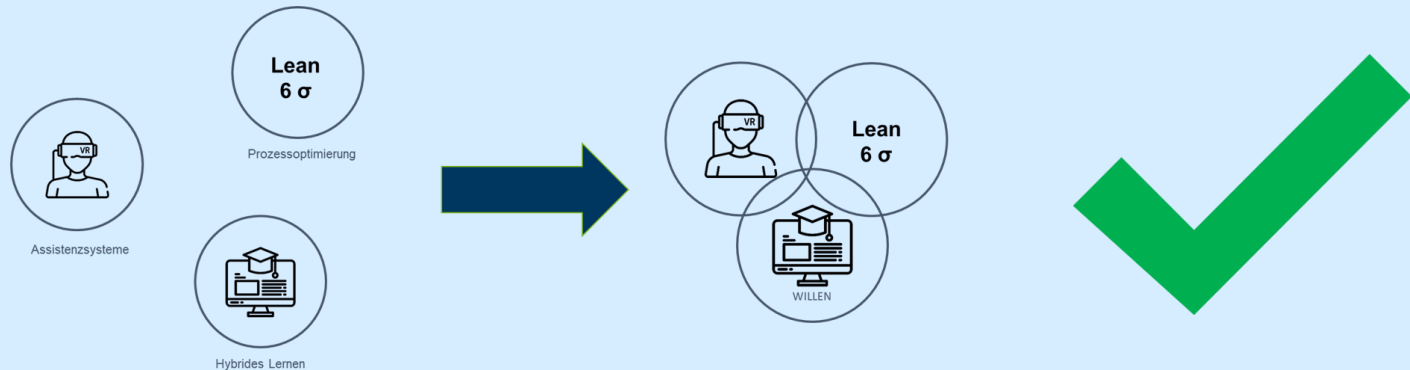 Lean
6 σ
Prozessoptimierung
VR
Assistenzsysteme
Hybrides Lernen
VR
Lean
6 σ
WILLEN